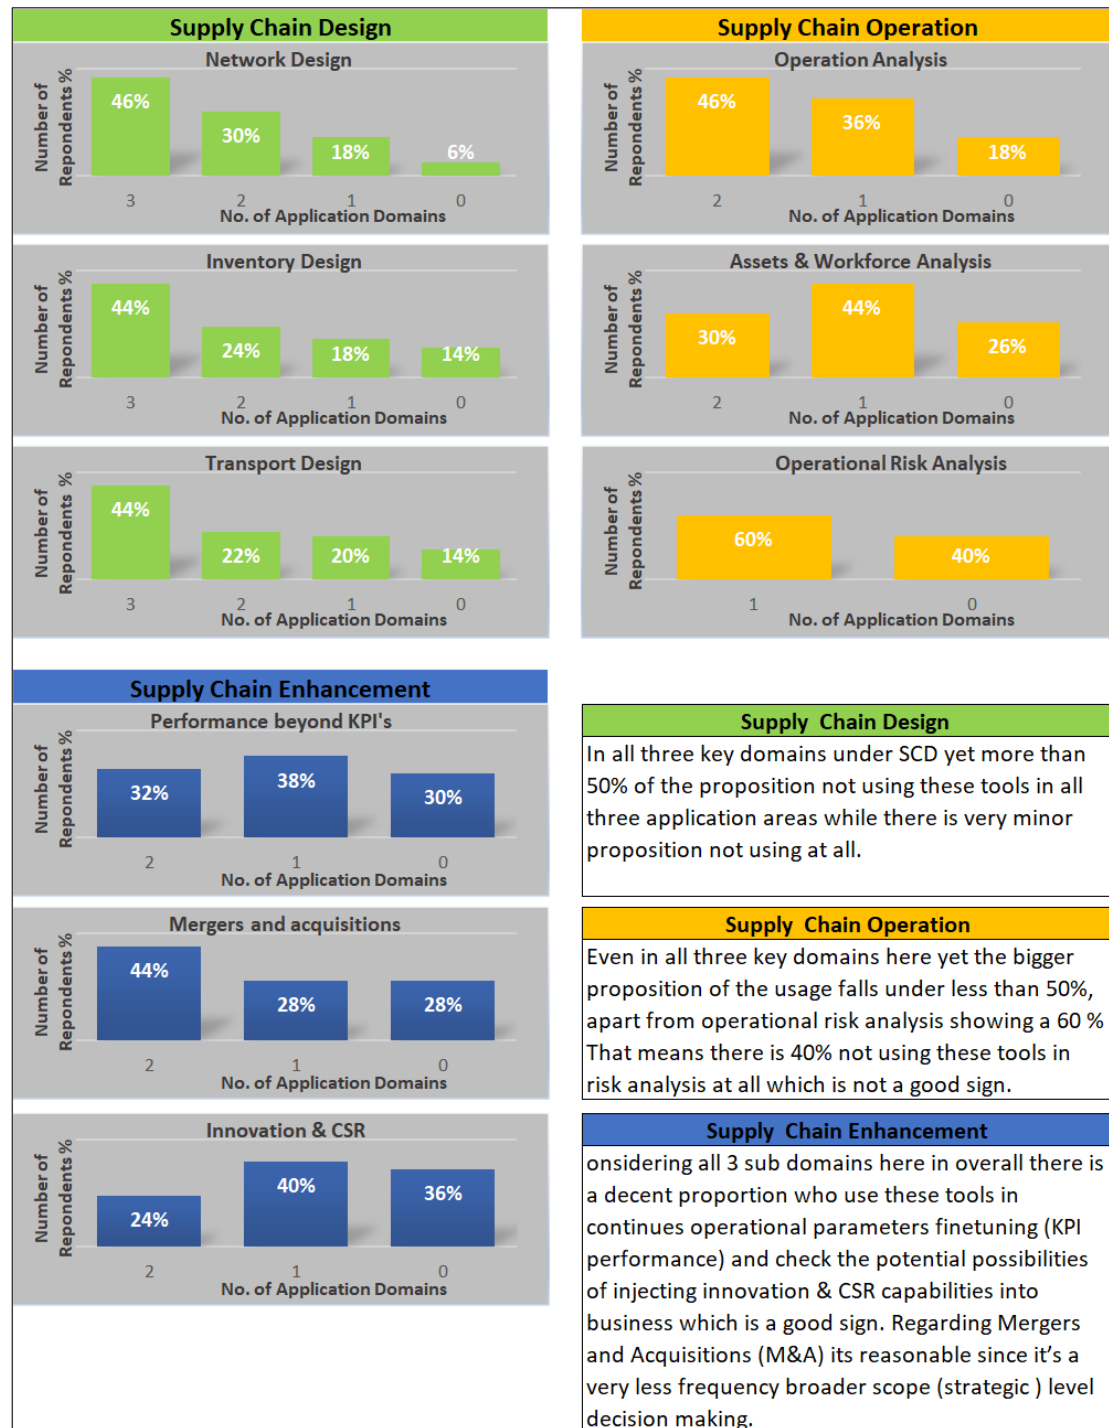 Supply Chain Design
Network Design
Number of
Repondents %
46%
30%
18%
6%
3
2
1
0
No. of Application Domains
Inventory Design
Number of
Repondents %
44%
24%
18%
14%
3
2
1
0
No. of Application Domains
Transport Design
Number of
Repondents %
44%
22%
20%
14%
3
2
1
0
No. of Application Domains
Supply Chain Operation
Operation Analysis
Number of
Repondents %
46%
36%
18%
2
1
0
No. of Application Domains
Assets & Workforce Analysis
Number of
Repondents %
30%
44%
26%
2
1
0
No. of Application Domains
Operational Risk Analysis
Number of
Repondents %
60%
40%
1
0
No. of Application Domains
Supply Chain Enhancement
Performance beyond KPI's
Number of
Repondents %
32%
38%
30%
2
1
0
No. of Application Domains
Mergers and acquisitions
Number of
Repondents %
44%
28%
28%
2
1
0
No. of Application Domains
Innovation & CSR
Number of
Repondents %
24%
40%
36%
2
1
0
No. of Application Domains
Supply Chain Design
In all three key domains under SCD yet more than
50% of the proposition not using these tools in all
three application areas while there is very minor
proposition not using at all.
Supply Chain Operation
Even in all three key domains here yet the bigger
proposition of the usage falls under less than 50%,
apart from operational risk analysis showing a 60 %
That means there is 40% not using these tools in
risk analysis at all which is not a good sign.
Supply Chain Enhancement
onsidering all 3 sub domains here in overall there is
a decent proportion who use these tools in
continues operational parameters finetuning (KPI
performance) and check the potential possibilities
of injecting innovation & CSR capabilities into
business which is a good sign. Regarding Mergers
and Acquisitions (M&A) its reasonable since it's a
very less frequency broader scope (strategic ) level
decision making.